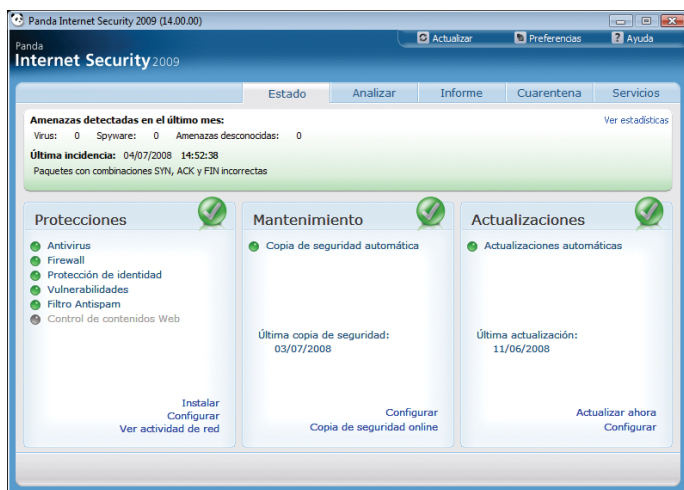 Panda Internet Security 2009 (14.00.00)
Actualizar
Preferencias
? Ayuda
Panda
Internet Security 2009
Estado
Analizar
Informe
Cuarentena
Servicios
Amenazas detectadas en el último mes:
Ver estadísticas
Virus: 0 Spyware: 0 Amenazas desconocidas: 0
Última incidencia: 04/07/2008 14:52:38
Paquetes con combinaciones SYN, ACK y FIN incorrectas
Protecciones
Antivirus
Firewall
Protección de identidad
Vulnerabilidades
Filtro Antispam
Control de contenidos Web
Instalar
Configurar
Ver actividad de red
Mantenimiento
Copia de seguridad automática
Última copia de seguridad:
03/07/2008
Configurar
Copia de seguridad online
Actualizaciones
Actualizaciones automáticas
Última actualización:
11/06/2008
Actualizar ahora
Configurar